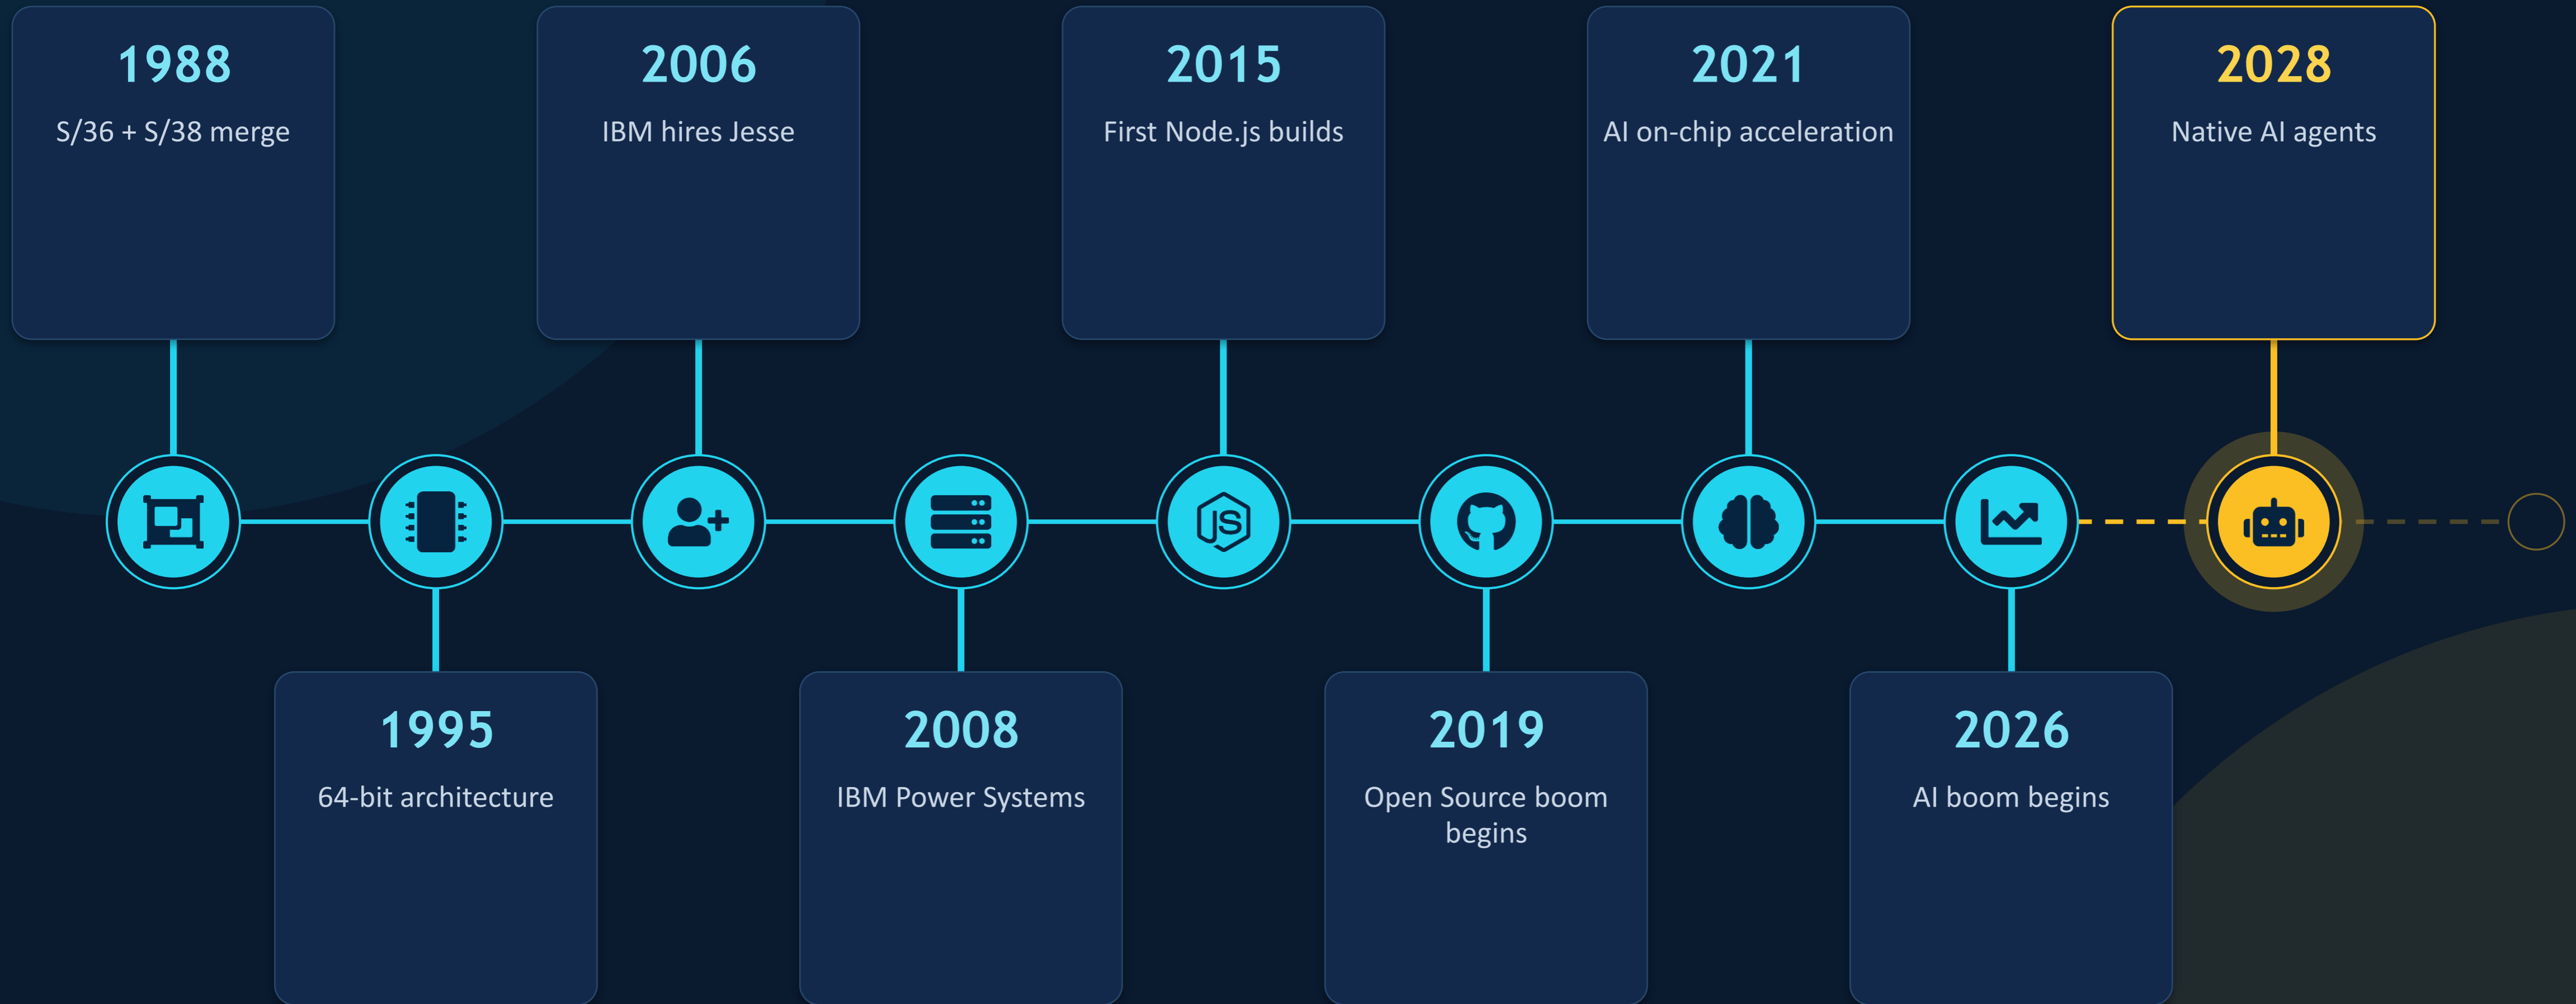 1988
S/36 + S/38 merge
2006
IBM hires Jesse
2015
First Node.js builds
2021
AI on-chip acceleration
2028
Native AI agents
JS
1995
64-bit architecture
2008
IBM Power Systems
2019
Open Source boom
begins
2026
AI boom begins